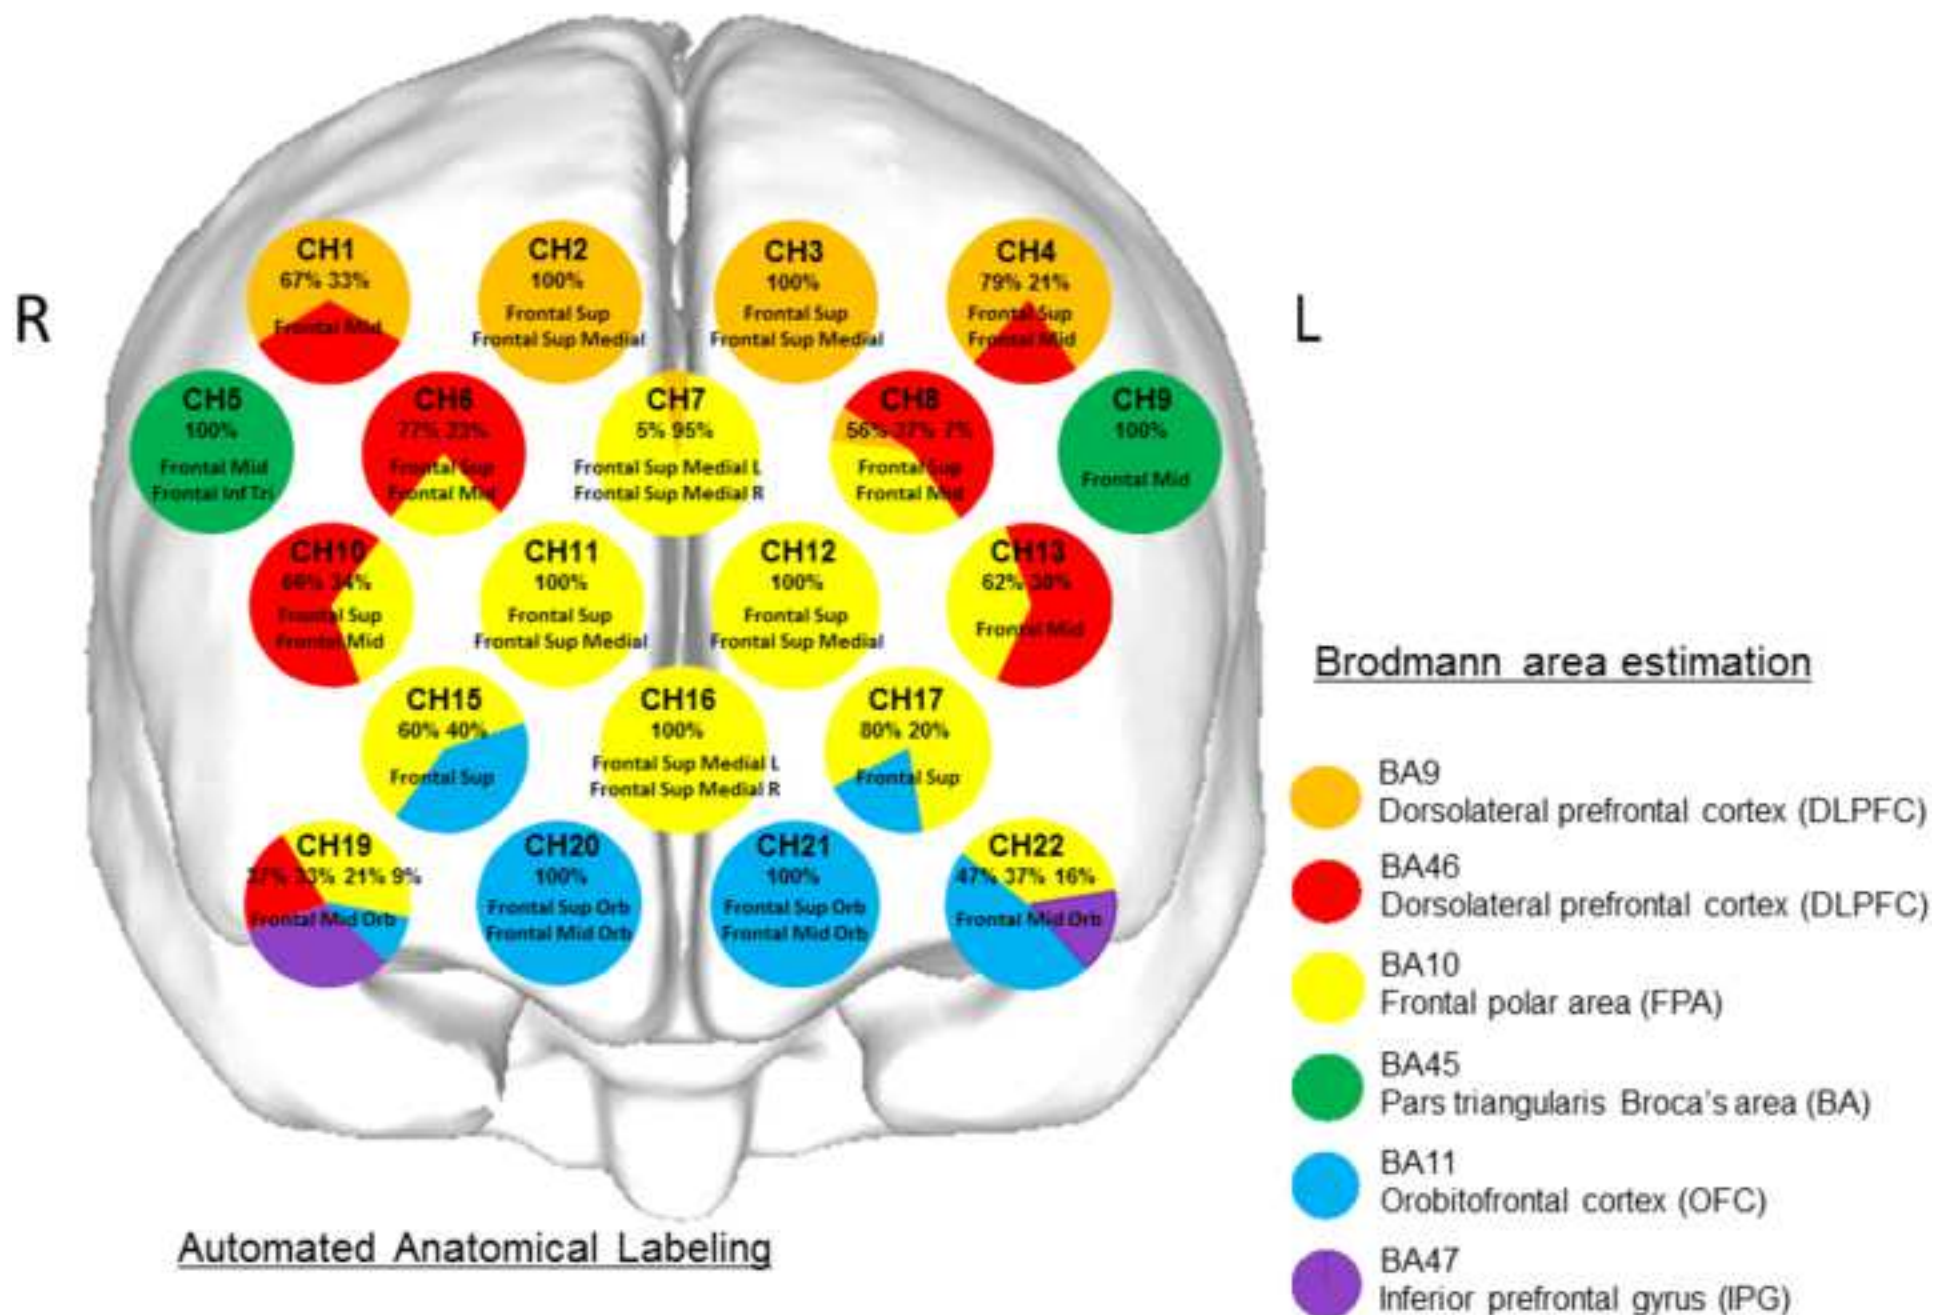 CH1
67% 33%
Frontal Mid
CH2
100%
Frontal Sup
Frontal Sup Medial
CH3
100%
Frontal Sup
Frontal Sup Medial
CH4
79% 21%
Frontal Sup
Frontal Mid
R
L
CH5
100%
Frontal Mid
Frontal Inf Tri
CH6
77% 23%
Frontal Sup
Frontal Mid
CH7
5% 95%
Frontal Sup Medial L
Frontal Sup Medial R
CH8
56% 37% 7%
Frontal Sup
Frontal Mid
CH9
100%
Frontal Mid
CH10
66% 34%
Frontal Sup
Frontal Mid
CH11
100%
Frontal Sup
Frontal Sup Medial
CH12
100%
Frontal Sup
Frontal Sup Medial
CH13
62% 38%
Frontal Mid
CH15
60% 40%
Frontal Sup
CH16
100%
Frontal Sup Medial L
Frontal Sup Medial R
CH17
80% 20%
Frontal Sup
CH19
37% 33% 21% 9%
Frontal Mid Orb
CH20
100%
Frontal Sup Orb
Frontal Mid Orb
CH21
100%
Frontal Sup Orb
Frontal Mid Orb
CH22
47% 37% 16%
Frontal Mid Orb
Automated Anatomical Labeling
Brodmann area estimation
BA9
Dorsolateral prefrontal cortex (DLPFC)
BA46
Dorsolateral prefrontal cortex (DLPFC)
BA10
Frontal polar area (FPA)
BA45
Pars triangularis Broca's area (BA)
BA11
Orobitofrontal cortex (OFC)
BA47
Inferior prefrontal gyrus (IPG)